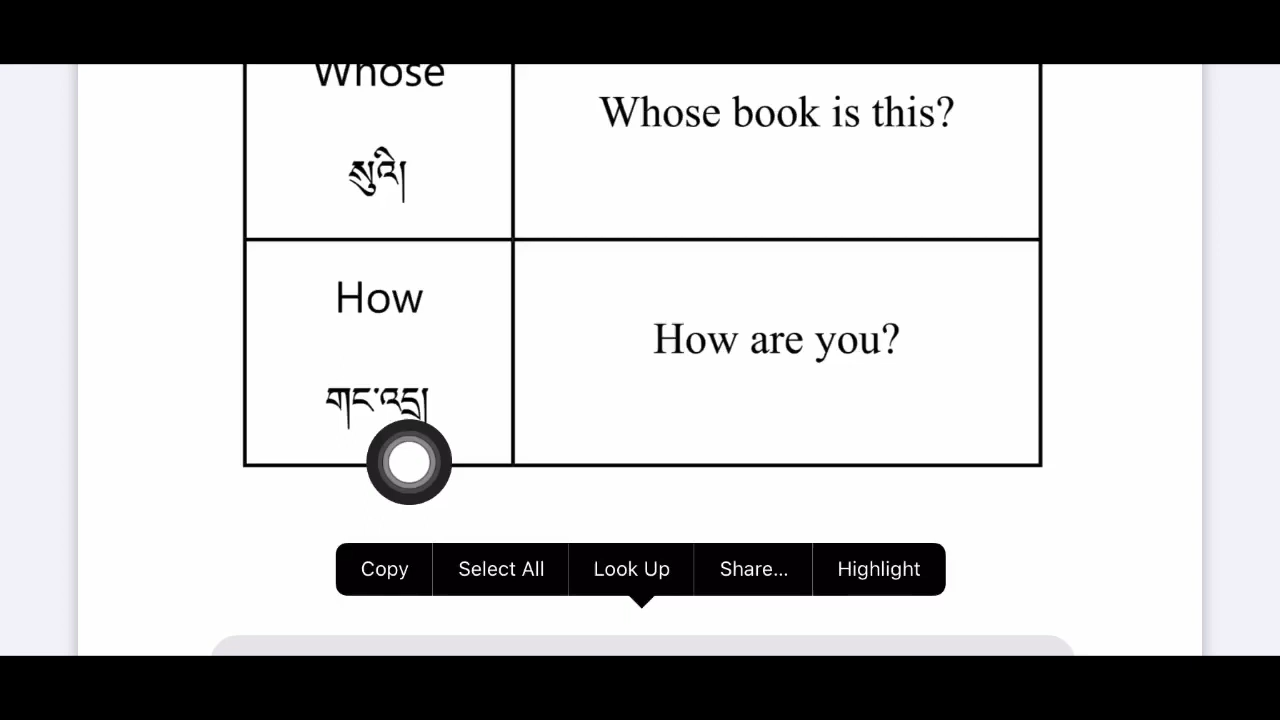 Whose
Whose book is this?
སུའི།
How
How are you?
གང་འདྲ།
Copy Select All Look Up Share... Highlight